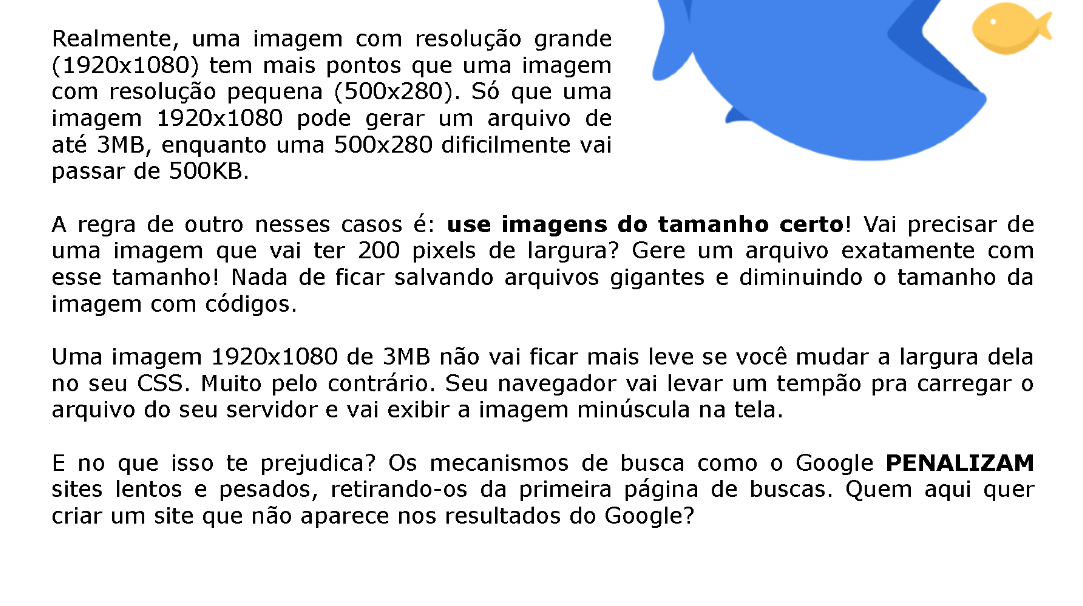 Realmente, uma imagem com resolução grande
(1920x1080) tem mais pontos que uma imagem
com resolução pequena (500x280). Só que uma
imagem 1920x1080 pode gerar um arquivo de
até 3MB, enquanto uma 500x280 dificilmente vai
passar de 500KB.
A regra de outro nesses casos é: use imagens do tamanho certo! Vai precisar de
uma imagem que vai ter 200 pixels de largura? Gere um arquivo exatamente com
esse tamanho! Nada de ficar salvando arquivos gigantes e diminuindo o tamanho da
imagem com códigos.
Uma imagem 1920x1080 de 3MB não vai ficar mais leve se você mudar a largura dela
no seu CSS. Muito pelo contrário. Seu navegador vai levar um tempão pra carregar o
arquivo do seu servidor e vai exibir a imagem minúscula na tela.
E no que isso te prejudica? Os mecanismos de busca como o Google PENALIZAM
sites lentos e pesados, retirando-os da primeira página de buscas. Quem aqui quer
criar um site que não aparece nos resultados do Google?